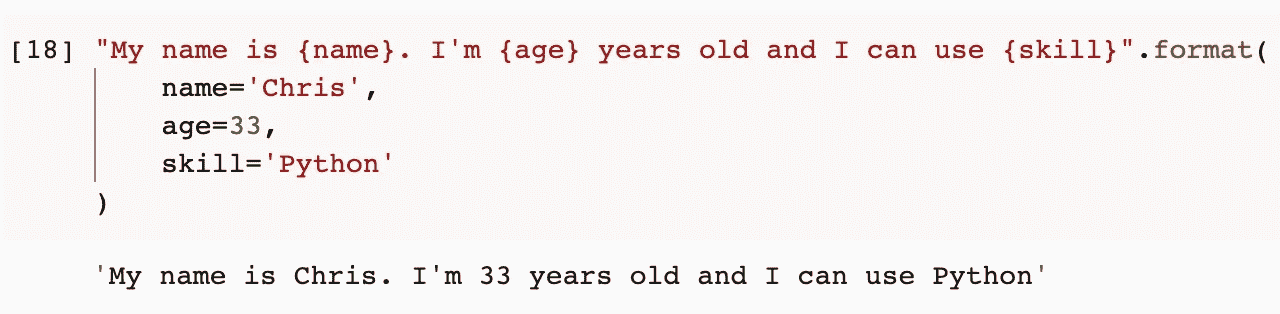 [18] "My name is {name}. I'm {age} years old and I can use {skill}".format(
name='Chris',
age=33,
skill='Python'
)
'My name is Chris. I'm 33 years old and I can use Python'